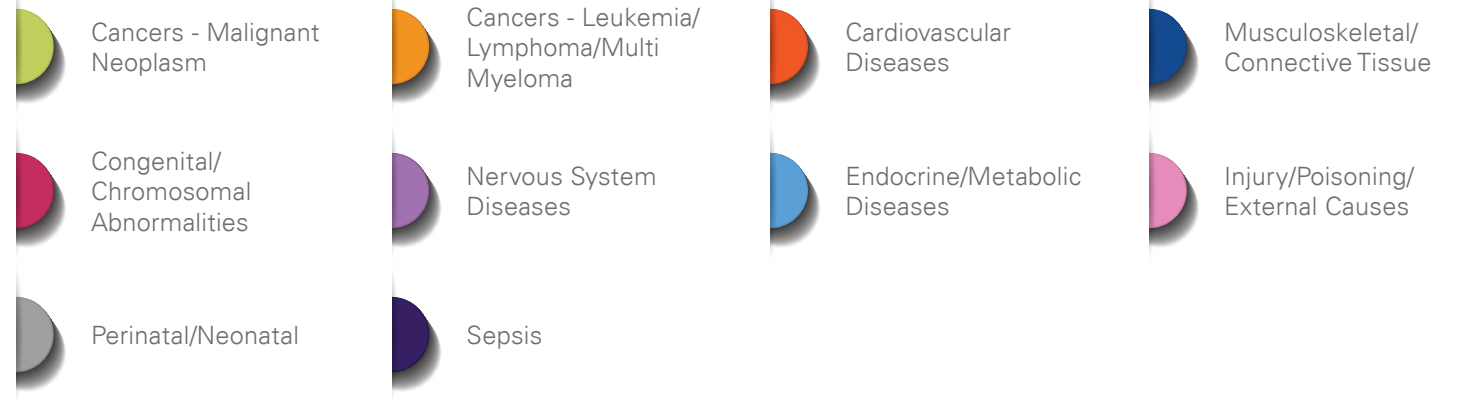 Cancers - Malignant
Neoplasm
Cancers - Leukemia/
Lymphoma/Multi
Myeloma
Cardiovascular
Diseases
Musculoskeletal/
Connective Tissue
Congenital/
Chromosomal
Abnormalities
Nervous System
Diseases
Endocrine/Metabolic
Diseases
Injury/Poisoning/
External Causes
Perinatal/Neonatal
Sepsis